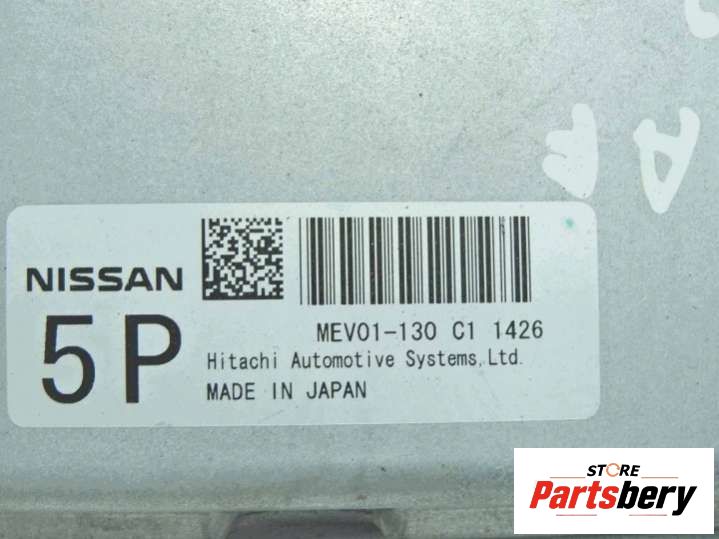 NISSAN
5P
MEV01-130 C1 1426
Hitachi Automotive Systems, Ltd.
MADE IN JAPAN
A
STORE
Partsbery